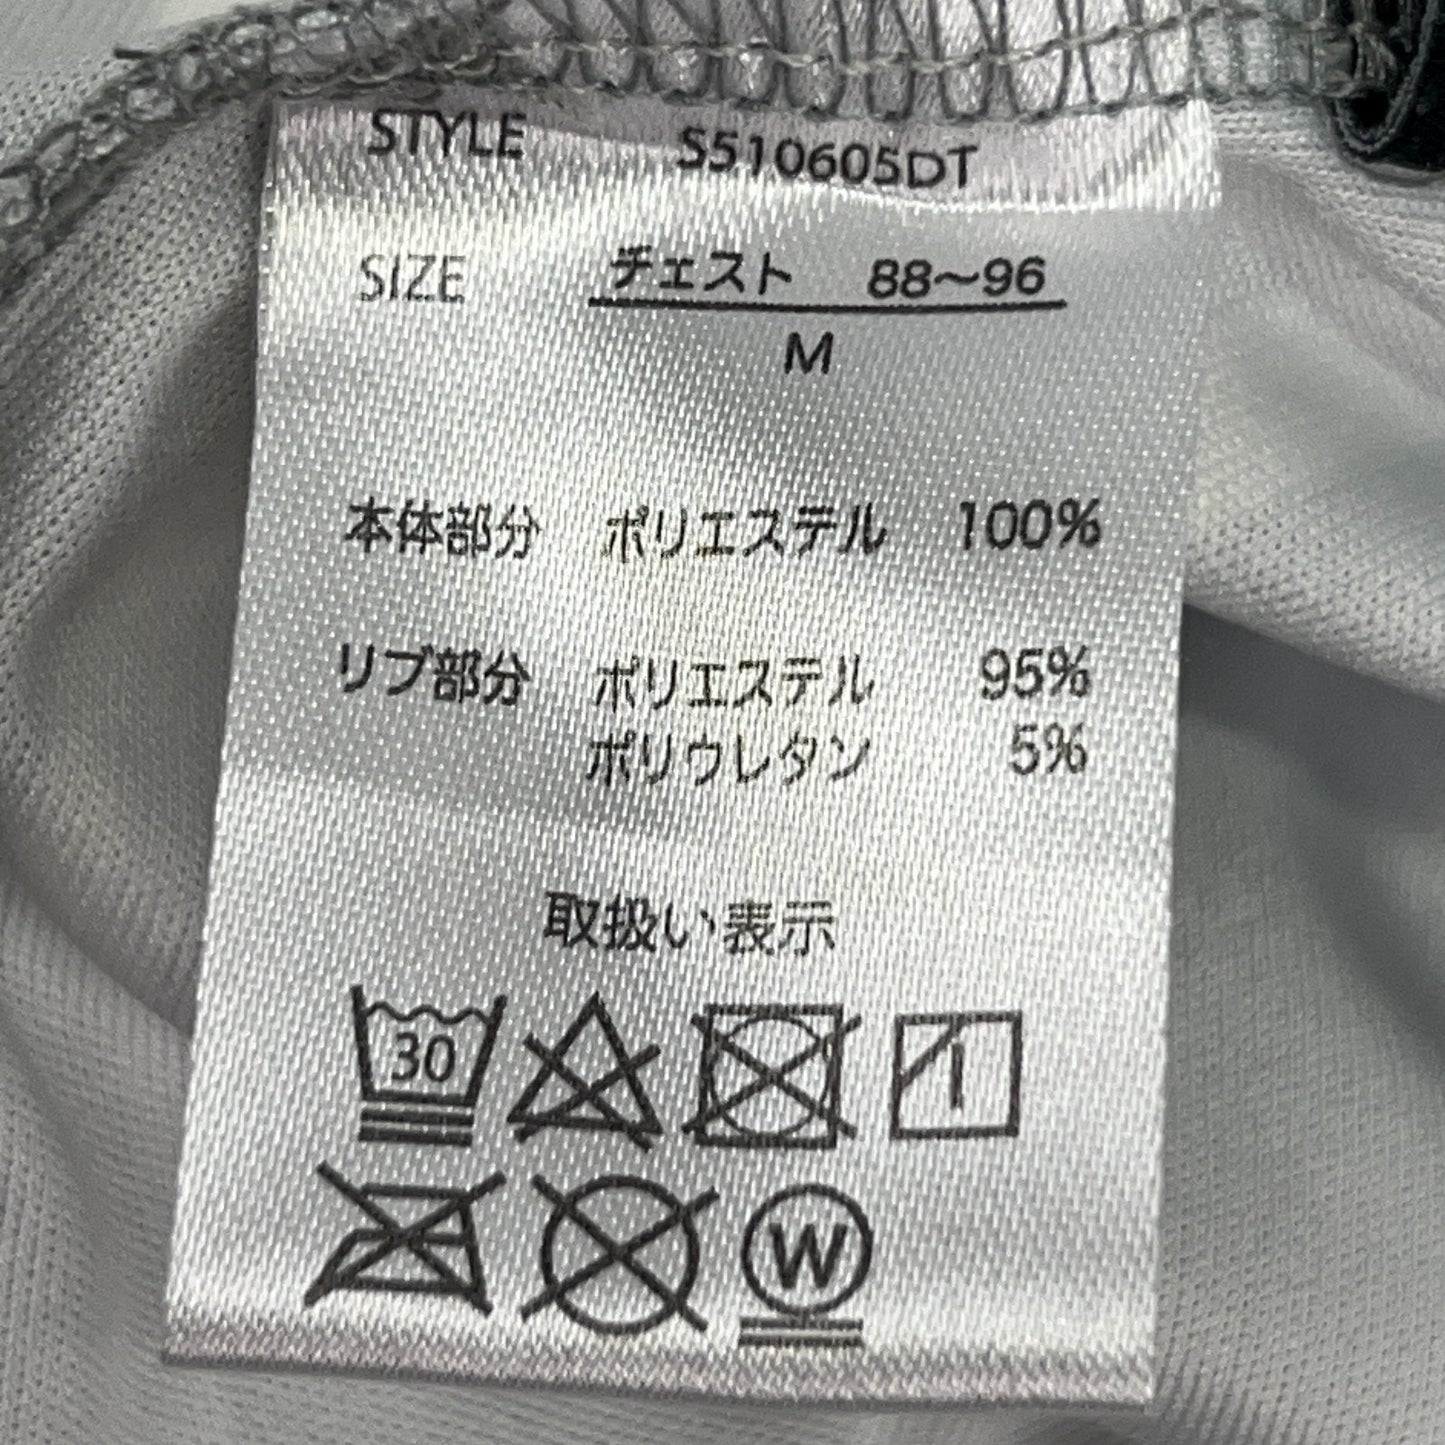 STYLE S510605DT
SIZE チェスト 88～96
M
本体部分 ポリエステル 100%
リブ部分 ポリエステル 95%
ポリウレタン 5%
取扱い表示
30
W